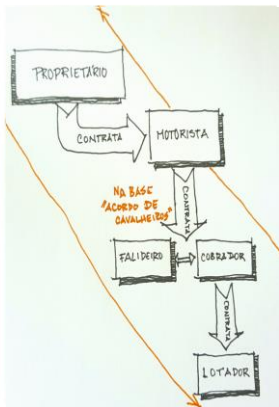 PROPRIETÁRIO
CONTRATA
MOTORISTA
NA BASE
"ACORDO DE
CAVALHEIROS"
CONTRATA
FALIDEIRO
COBRADOR
CONTRATA
LOTADOR